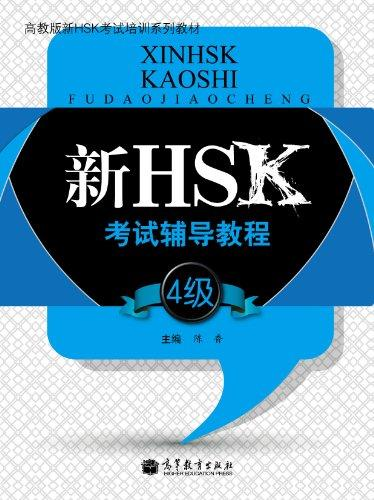 高教版新HSK考试培训系列教材
XINHSK
KAOSHI
FUDAOJIAOCHENG
新HSK
考试辅导教程
4级
主编 陈香
高等教育出版社
HIGHER EDUCATION PRESS